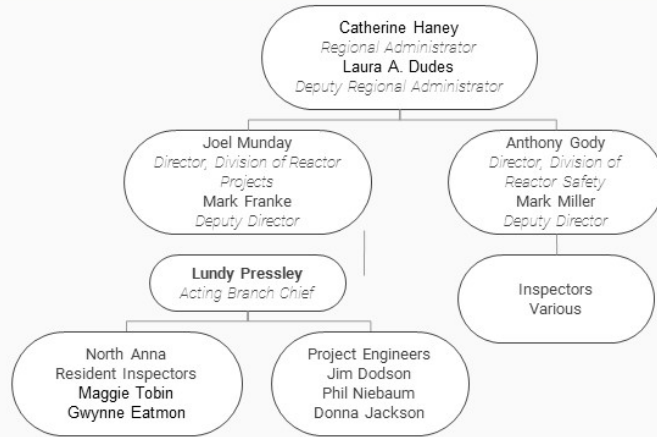 Catherine Haney
Regional Administrator
Laura A. Dudes
Deputy Regional Administrator
Joel Munday
Director, Division of Reactor
Projects
Mark Franke
Deputy Director
Anthony Gody
Director, Division of
Reactor Safety
Mark Miller
Deputy Director
Lundy Pressley
Acting Branch Chief
Inspectors
Various
North Anna
Resident Inspectors
Maggie Tobin
Gwynne Eatmon
Project Engineers
Jim Dodson
Phil Niebaum
Donna Jackson